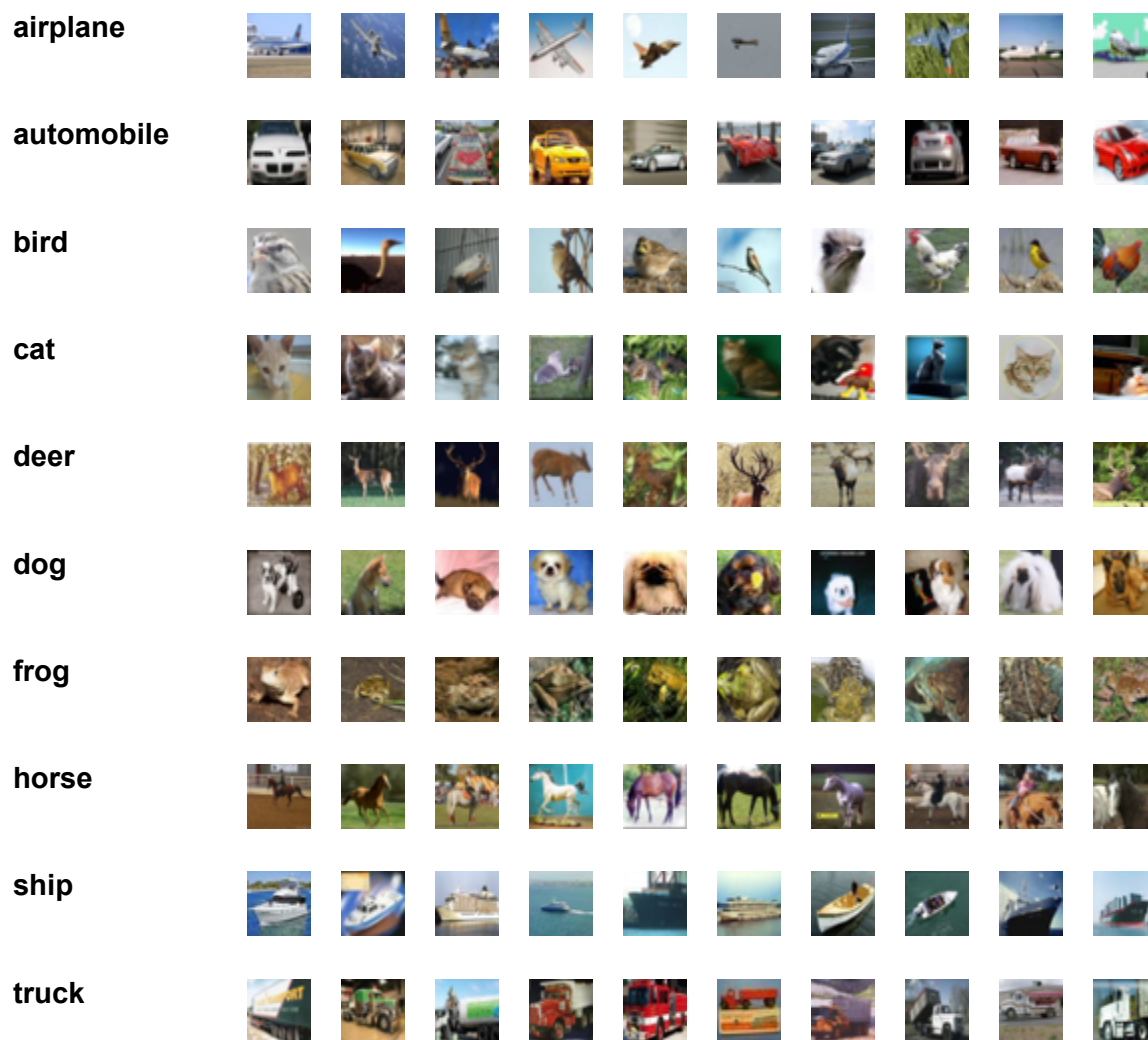 airplane
automobile
bird
cat
deer
dog
frog
horse
ship
truck